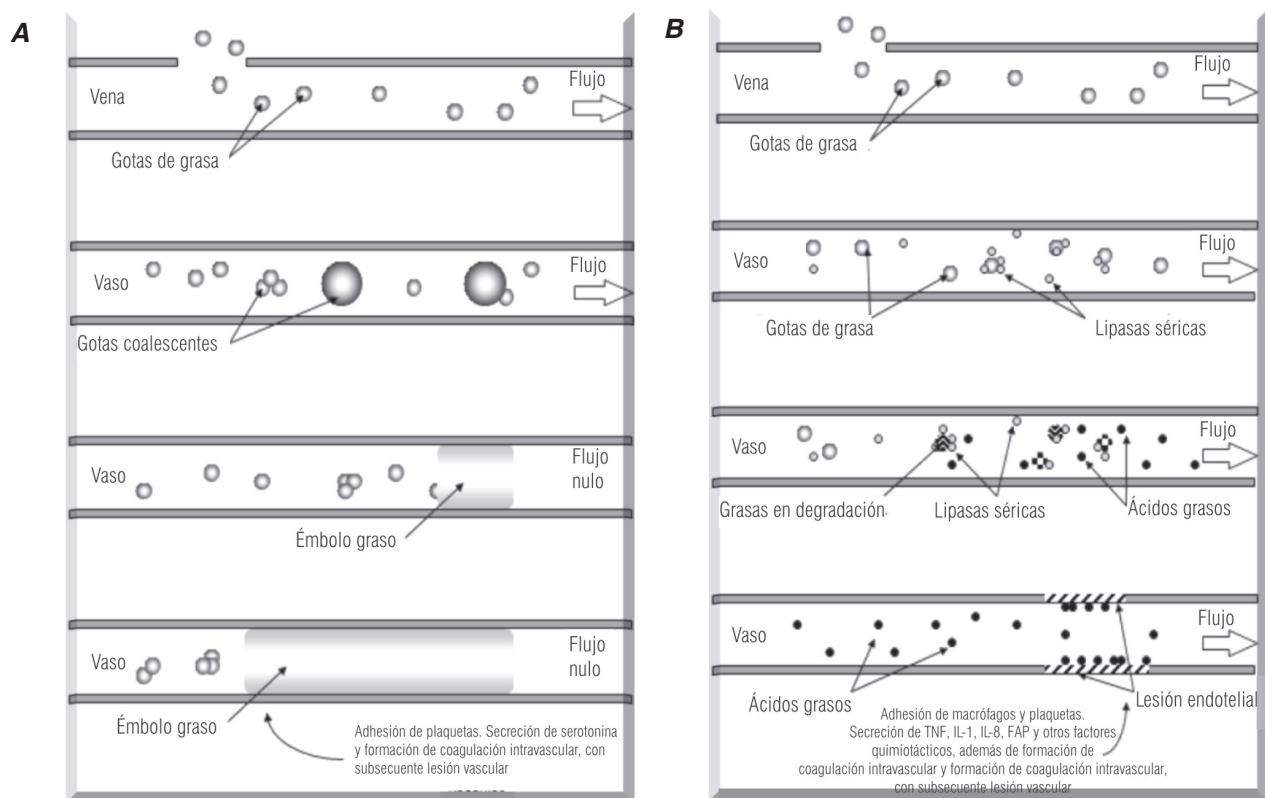 A
Vena
Flujo
Gotas de grasa
Vaso
Flujo
Gotas coalescentes
Vaso
Flujo
nulo
Émbolo graso
Vaso
Flujo
nulo
Émbolo graso
Adhesión de plaquetas. Secreción de serotonina
y formación de coagulación intravascular, con
subsecuente lesión vascular
B
Vena
Flujo
Gotas de grasa
Vaso
Flujo
Gotas de grasa
Lipasas séricas
Vaso
Flujo
Grasas en degradación
Lipasas séricas
Ácidos grasos
Vaso
Flujo
Ácidos grasos
Lesión endotelial
Adhesión de macrófagos y plaquetas.
Secreción de TNF, IL-1, IL-8, FAP y otros factores
quimiotácticos, además de formación de
coagulación intravascular y formación de coagulación intravascular,
con subsecuente lesión vascular